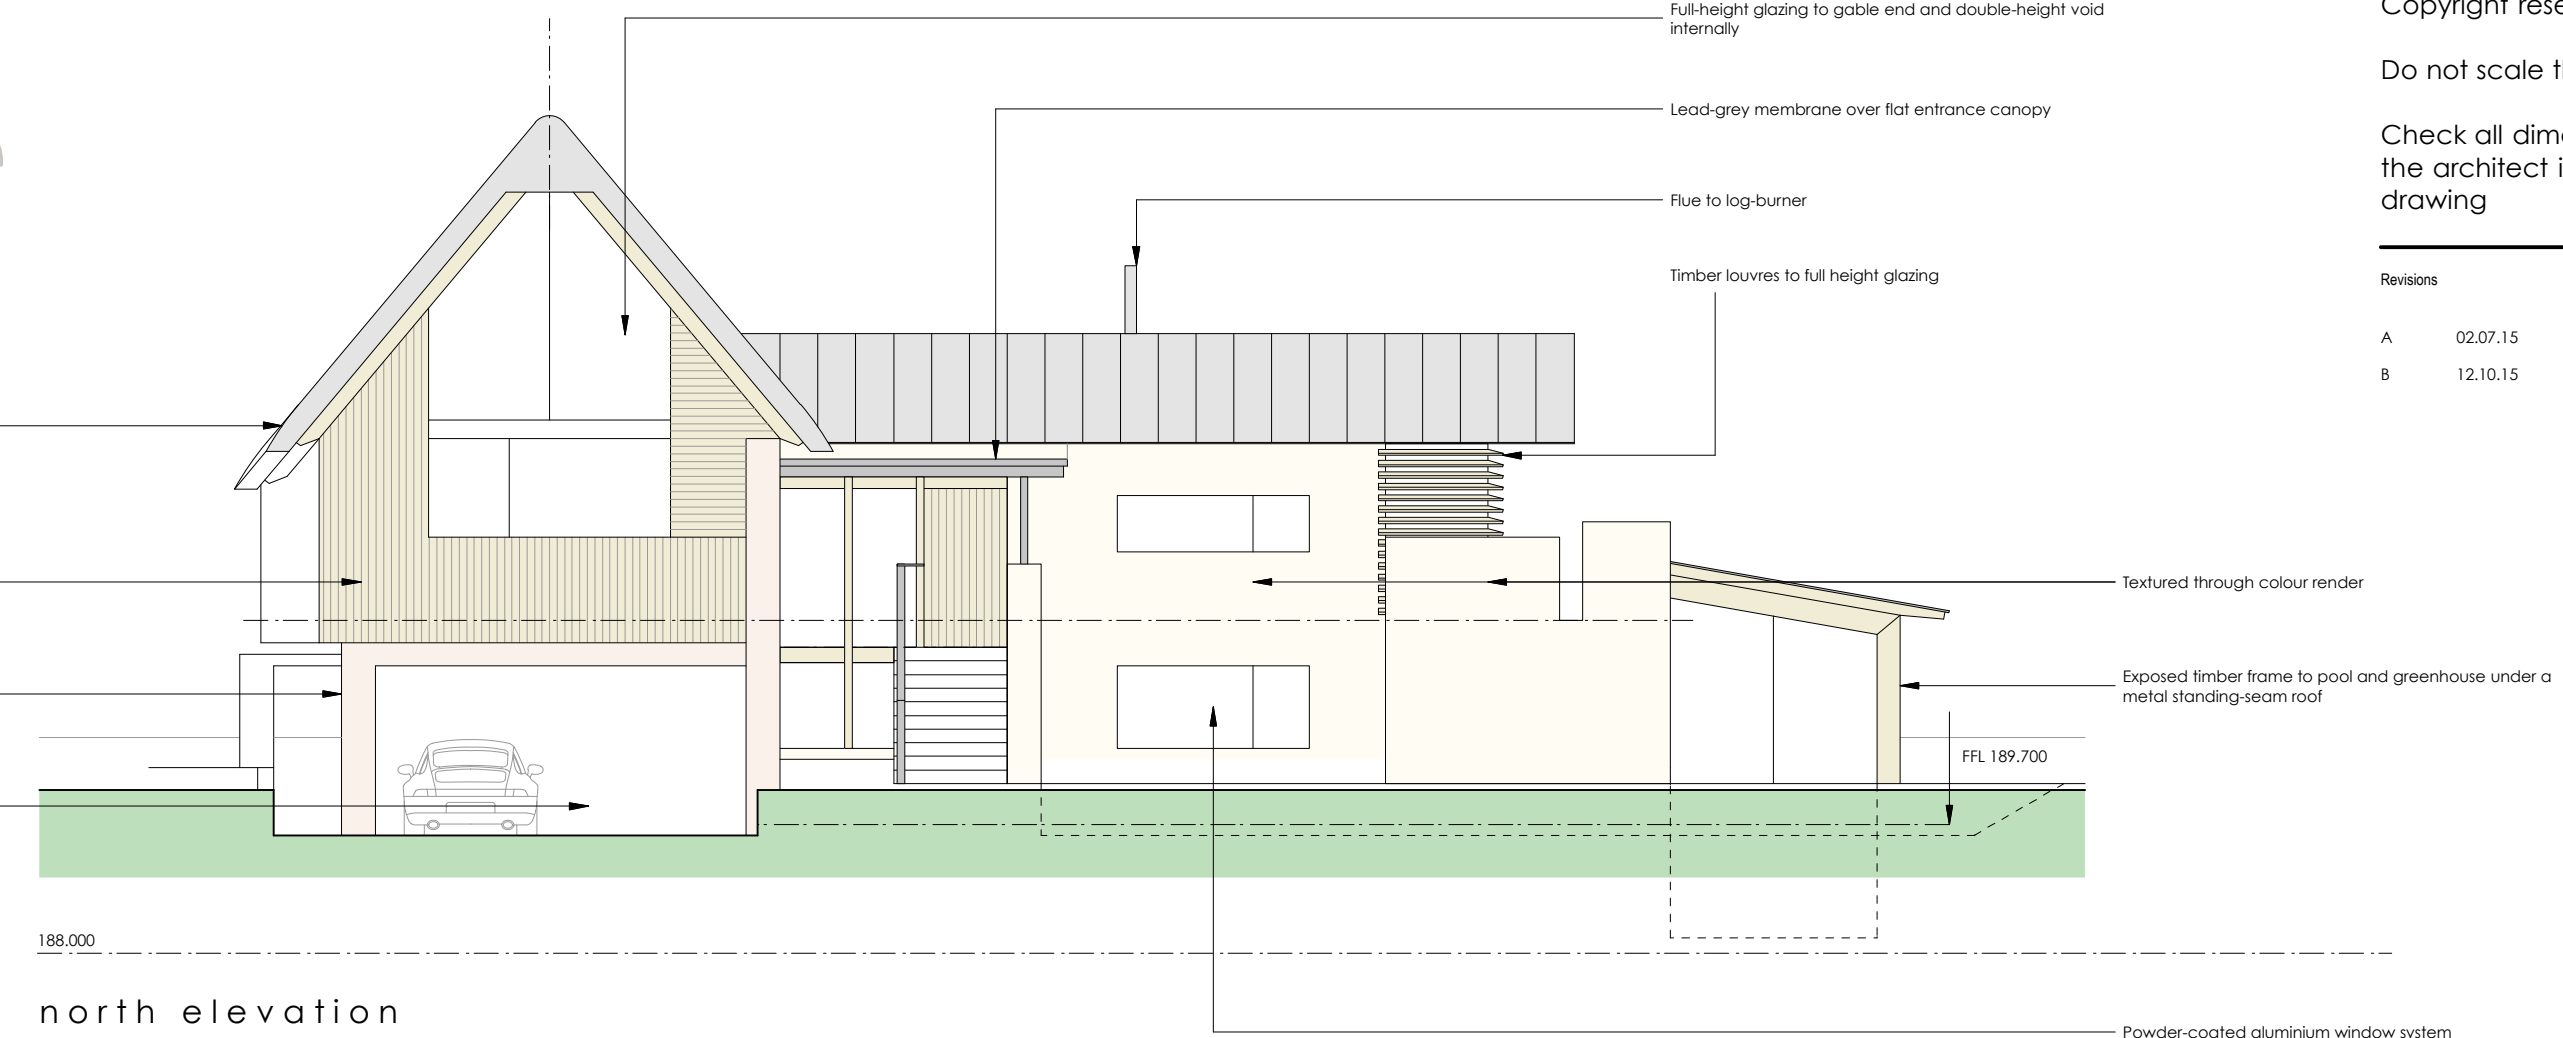 Full-height glazing to gable end and double-height void
internally
Lead-grey membrane over flat entrance canopy
Flue to log-burner
Timber louvres to full height glazing
Textured through colour render
Exposed timber frame to pool and greenhouse under a
metal standing-seam roof
FFL 189.700
188.000
north elevation
Powder-coated aluminium window system
Copyright
Do not scale
Check all
the architect
drawing
Revisions
A 02.07.15
B 12.10.15